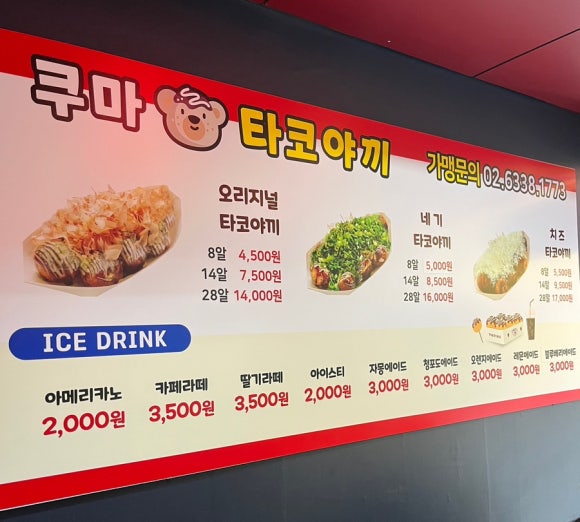 쿠마 타코야끼
가맹문의 02.6338.1773
오리지널
타코야끼
8알 4,500원
14알 7,500원
28알 14,000원
네기
타코야끼
8알 5,000원
14알 8,500원
28알 16,000원
치즈
타코야끼
8알 5,500원
14알 9,500원
28알 17,000원
ICE DRINK
아메리카노
2,000원
카페라떼
3,500원
딸기라떼
3,500원
아이스티
2,000원
자몽에이드
3,000원
청포도에이드
3,000원
오렌지에이드
3,000원
레몬에이드
3,000원
블루베리에이드
3,000원